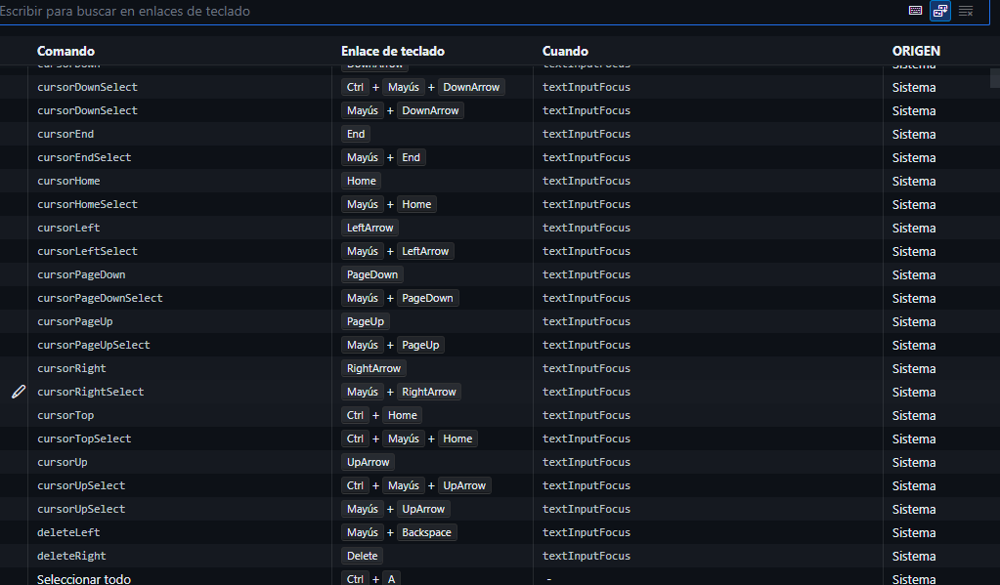 Escribir para buscar en enlaces de teclado
Comando Enlace de teclado Cuando ORIGEN
cursorDown DownArrow textInputFocus Sistema
cursorDownSelect Ctrl + Mayús + DownArrow textInputFocus Sistema
cursorDownSelect Mayús + DownArrow textInputFocus Sistema
cursorEnd End textInputFocus Sistema
cursorEndSelect Mayús + End textInputFocus Sistema
cursorHome Home textInputFocus Sistema
cursorHomeSelect Mayús + Home textInputFocus Sistema
cursorLeft LeftArrow textInputFocus Sistema
cursorLeftSelect Mayús + LeftArrow textInputFocus Sistema
cursorPageDown PageDown textInputFocus Sistema
cursorPageDownSelect Mayús + PageDown textInputFocus Sistema
cursorPageUp PageUp textInputFocus Sistema
cursorPageUpSelect Mayús + PageUp textInputFocus Sistema
cursorRight RightArrow textInputFocus Sistema
cursorRightSelect Mayús + RightArrow textInputFocus Sistema
cursorTop Ctrl + Home textInputFocus Sistema
cursorTopSelect Ctrl + Mayús + Home textInputFocus Sistema
cursorUp UpArrow textInputFocus Sistema
cursorUpSelect Ctrl + Mayús + UpArrow textInputFocus Sistema
cursorUpSelect Mayús + UpArrow textInputFocus Sistema
deleteLeft Mayús + Backspace textInputFocus Sistema
deleteRight Delete textInputFocus Sistema
Seleccionar todo Ctrl + A - Sistema